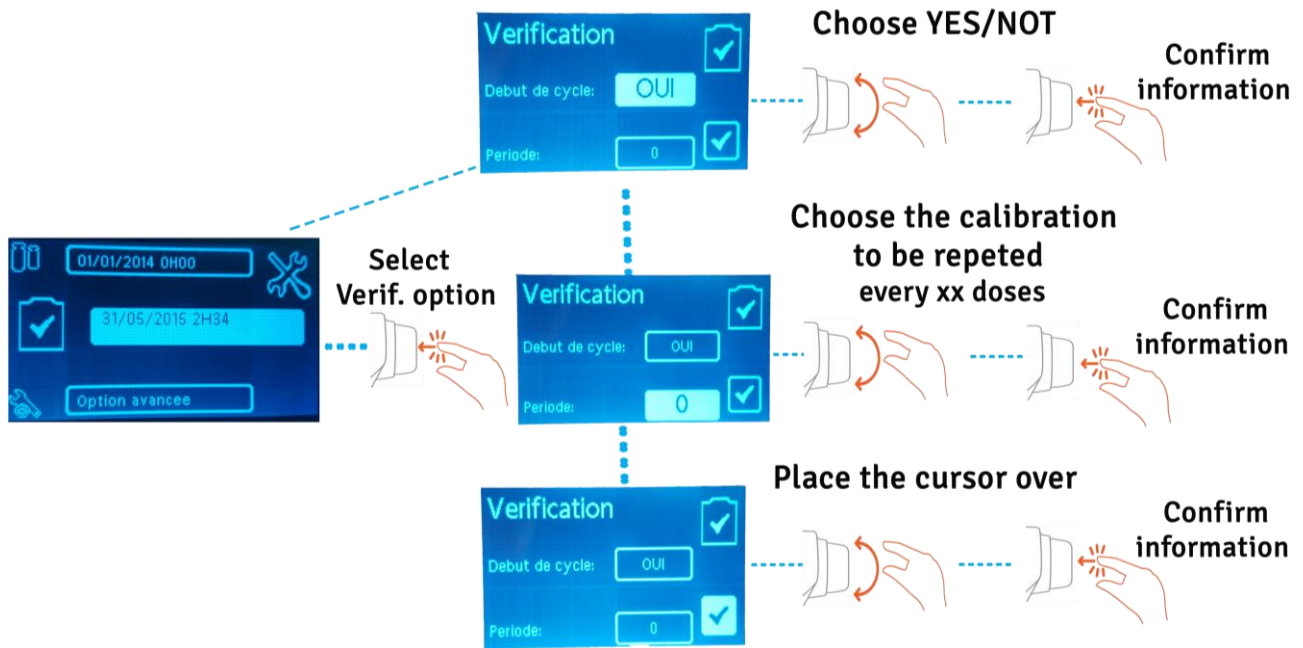 Verification
Debut de cycle: OUI
Periode: 0
Choose YES/NOT
Confirm
information
01/01/2014 0H00
31/05/2015 2H34
Option avancee
Select
Verif. option
Verification
Debut de cycle: OUI
Periode: 0
Choose the calibration
to be repeted
every xx doses
Confirm
information
Verification
Debut de cycle: OUI
Periode: 0
Place the cursor over
Confirm
information